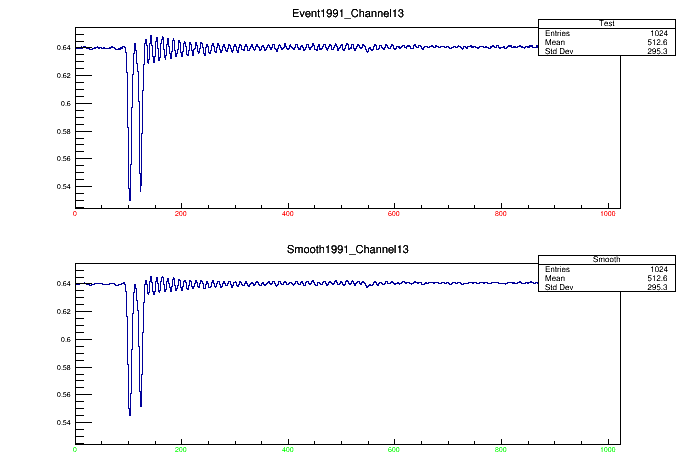 Event1991_Channel13
Test
Entries 1024
Mean 512.6
Std Dev 295.3
0.64
0.62
0.6
0.58
0.56
0.54
0 200 400 600 800 1000
Smooth1991_Channel13
Smooth
Entries 1024
Mean 512.6
Std Dev 295.3
0.64
0.62
0.6
0.58
0.56
0.54
0 200 400 600 800 1000